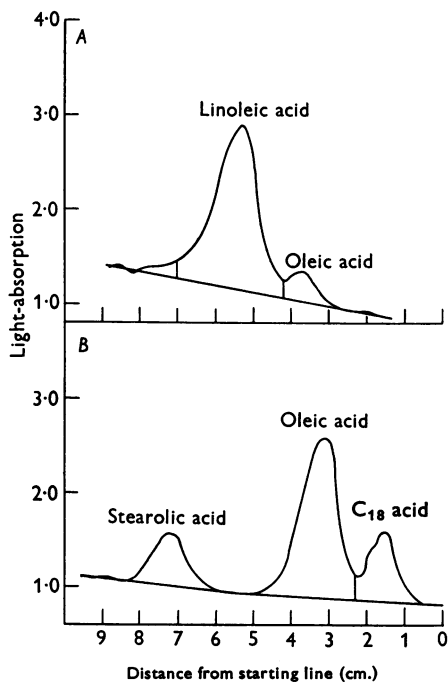 4·0
A
Linoleic acid
3·0
2·0
Oleic acid
1·0
Light-absorption
B
Oleic acid
3·0
C18 acid
2·0
Stearolic acid
1·0
9 8 7 6 5 4 3 2 1 0
Distance from starting line (cm.)